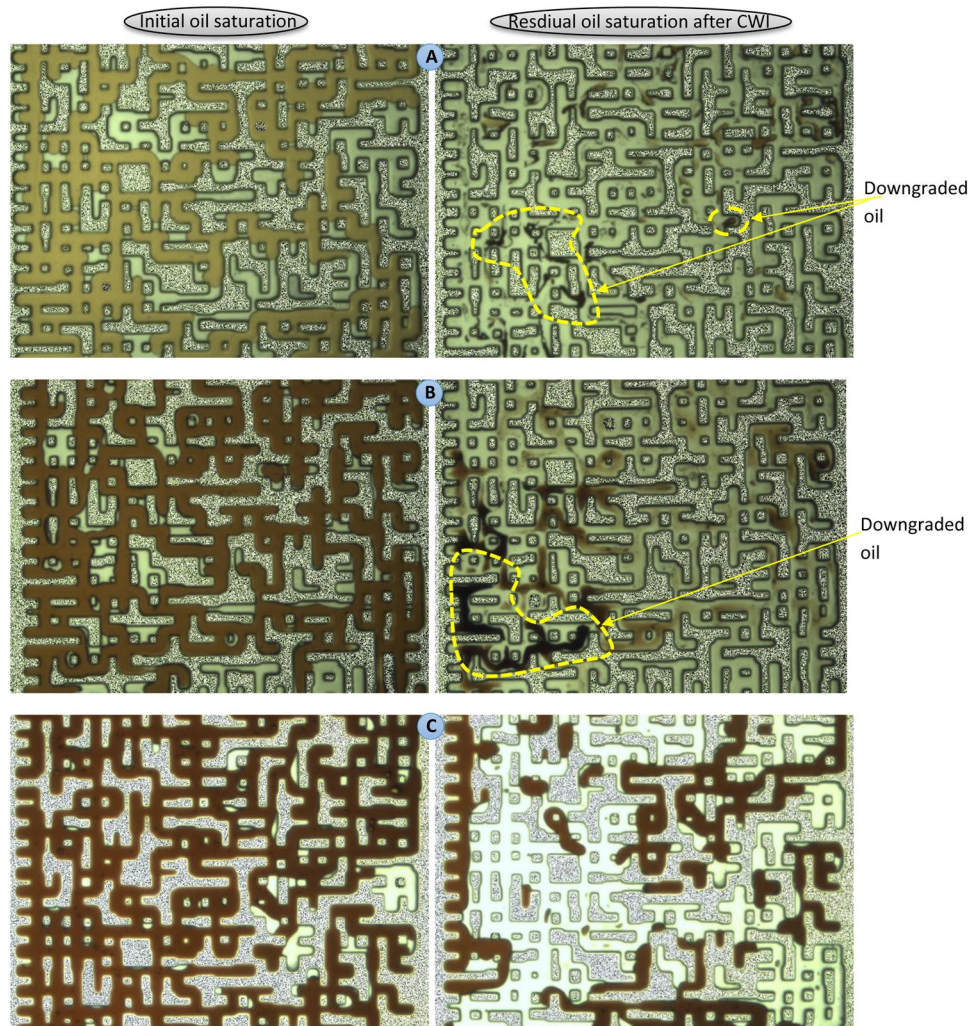 Initial oil saturation
Resdiual oil saturation after CWI
A
Downgraded
oil
B
Downgraded
oil
C